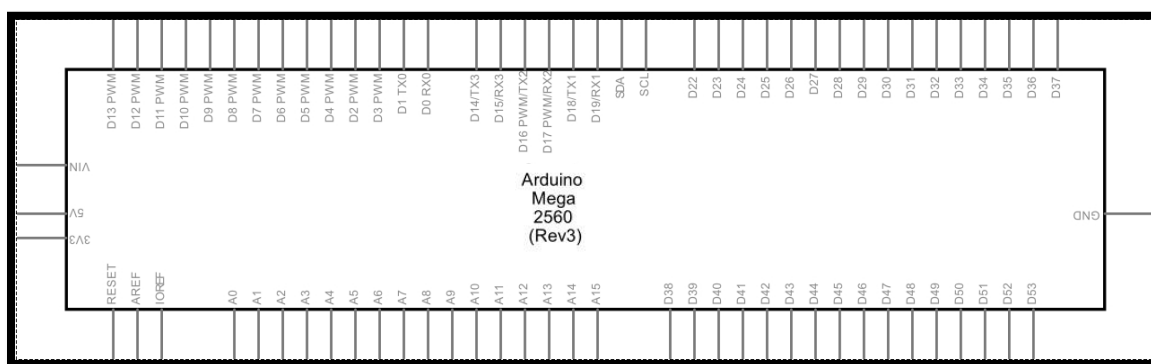 D13 PWM
D12 PWM
D11 PWM
D10 PWM
D9 PWM
D8 PWM
D7 PWM
D6 PWM
D5 PWM
D4 PWM
D2 PWM
D3 PWM
D1 TX0
D0 RX0
D14/TX3
D15/RX3
D16 PWM/TX2
D17 PWM/RX2
D18/TX1
D19/RX1
SDA
SCL
D22
D23
D24
D25
D26
D27
D28
D29
D30
D31
D32
D33
D34
D35
D36
D37
VIN
5V
3V3
Arduino
Mega
2560
(Rev3)
GND
RESET
AREF
IOREF
A0
A1
A2
A3
A4
A5
A6
A7
A8
A9
A10
A11
A12
A13
A14
A15
D38
D39
D40
D41
D42
D43
D44
D45
D46
D47
D48
D49
D50
D51
D52
D53